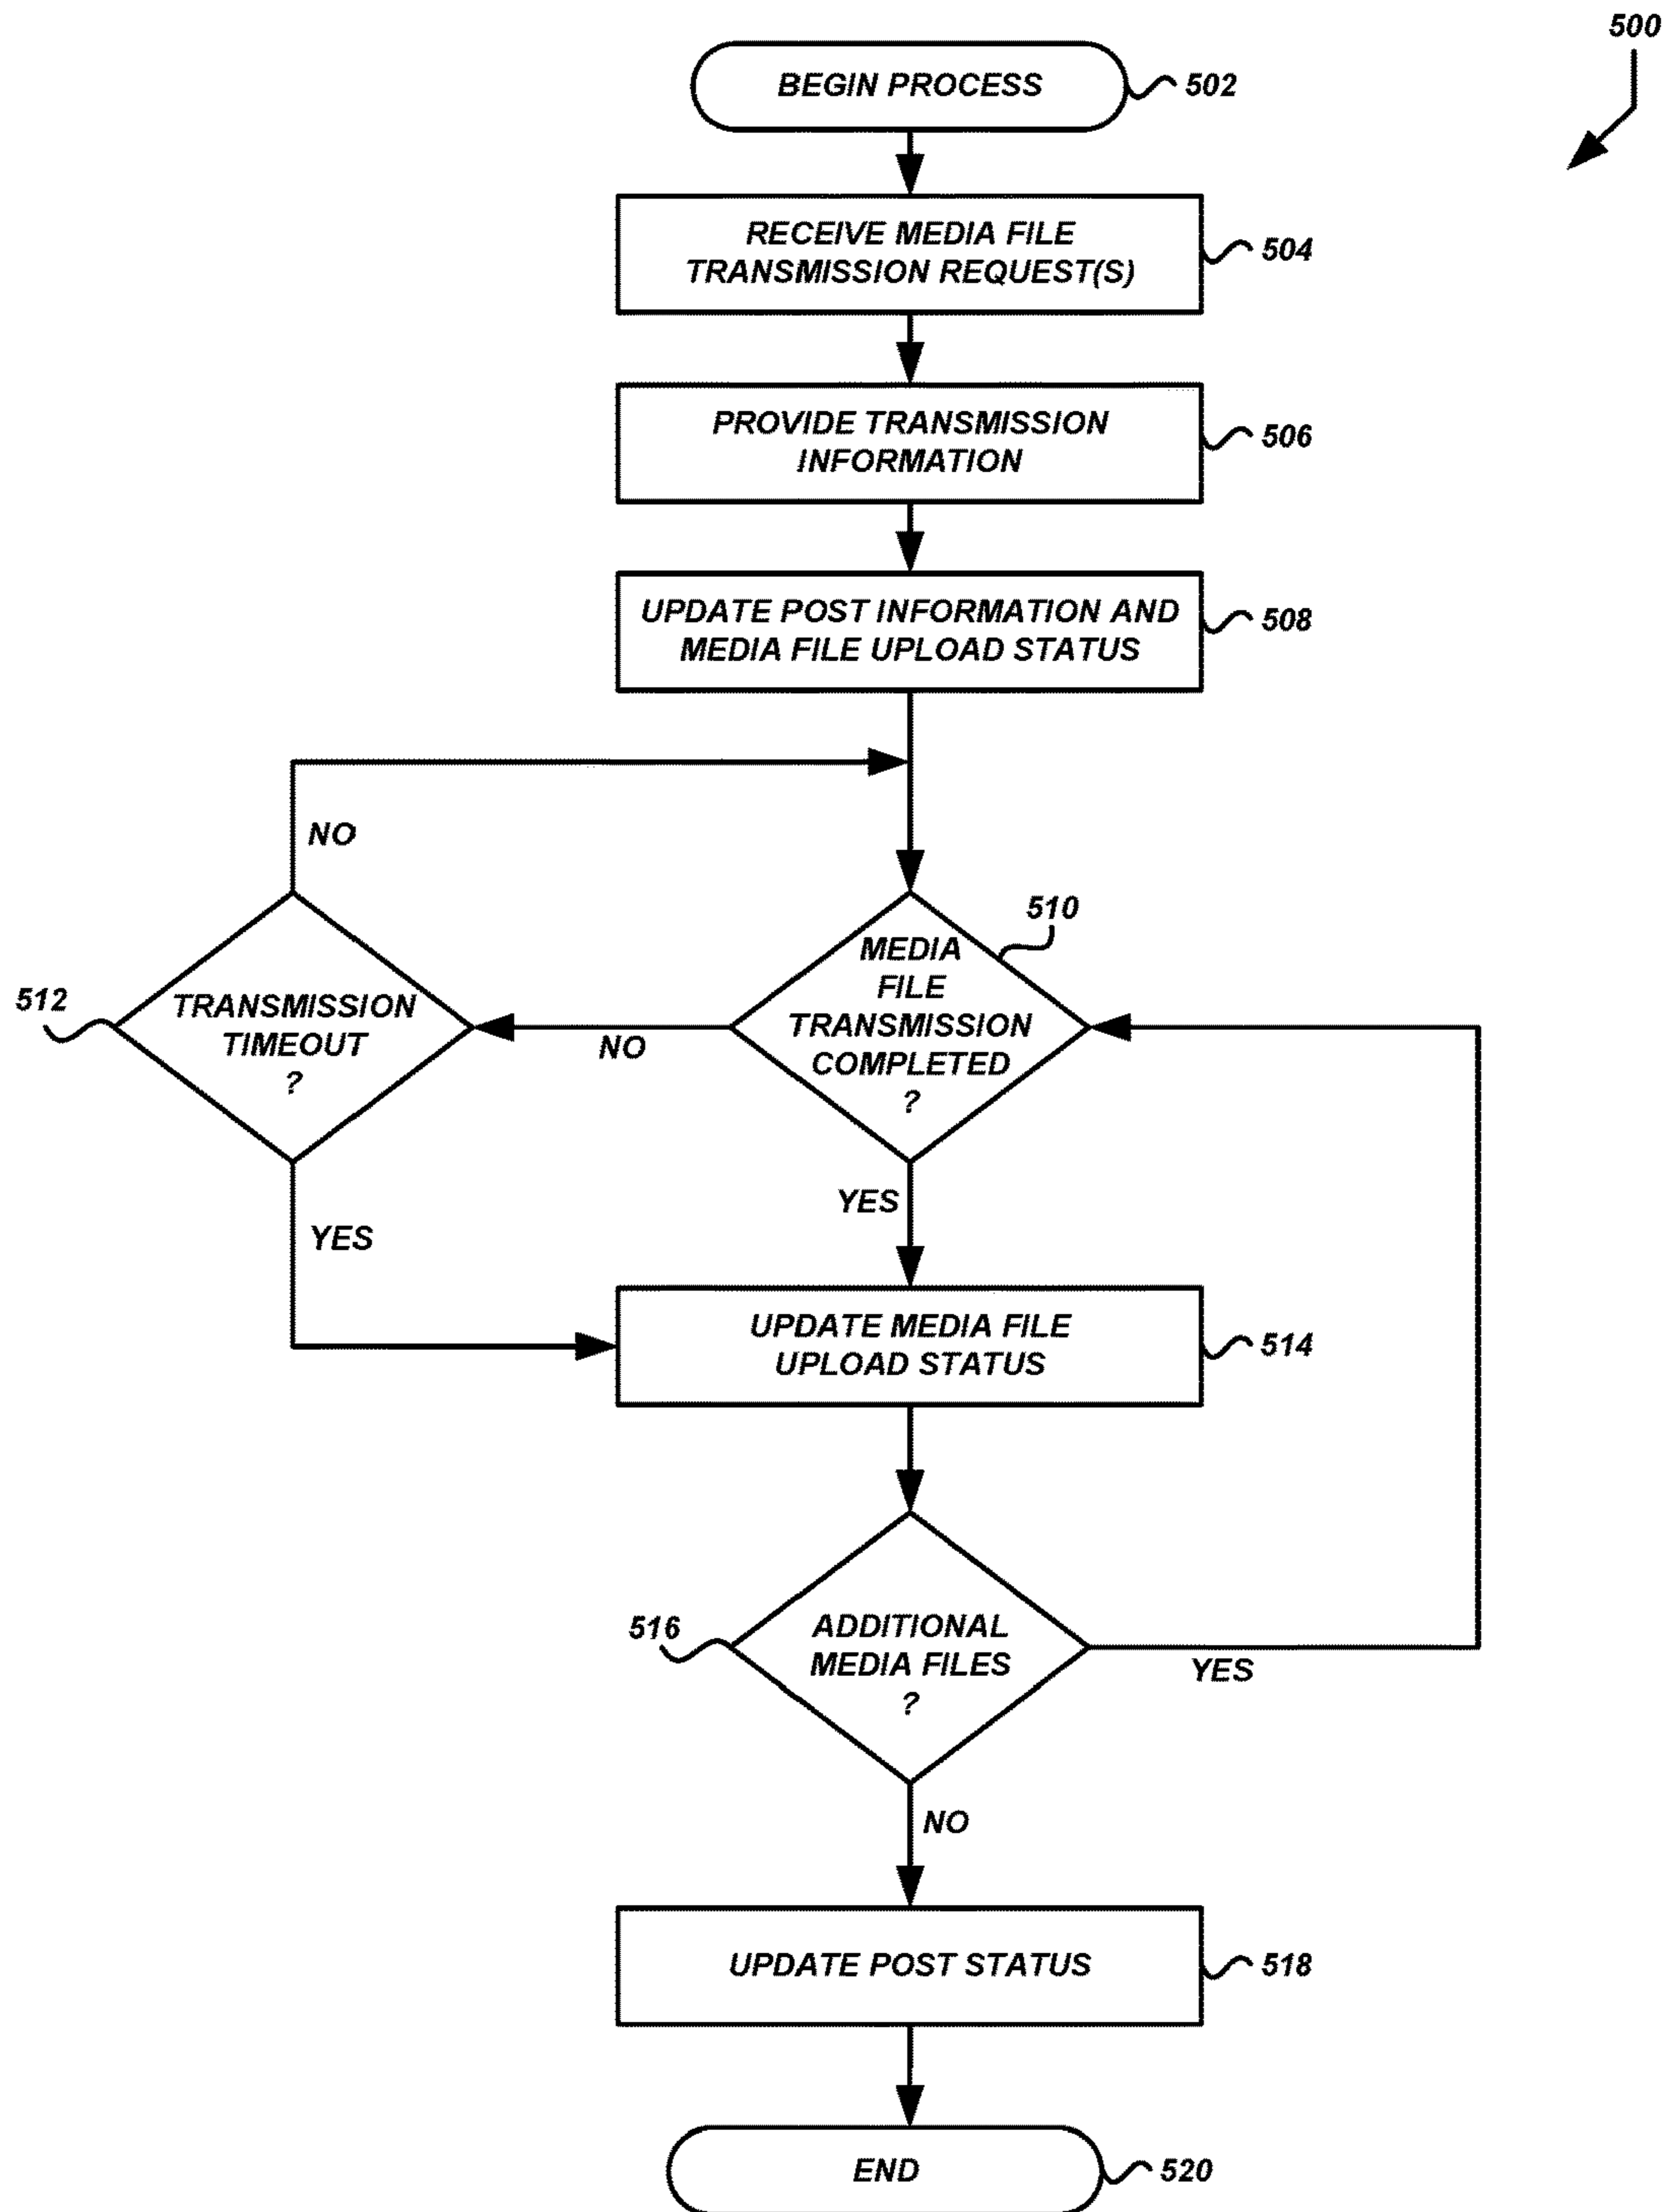 500
BEGIN PROCESS
502
RECEIVE MEDIA FILE
TRANSMISSION REQUEST(S)
504
PROVIDE TRANSMISSION
INFORMATION
506
UPDATE POST INFORMATION AND
MEDIA FILE UPLOAD STATUS
508
NO
510
MEDIA
FILE
TRANSMISSION
COMPLETED
?
512
TRANSMISSION
TIMEOUT
?
NO
YES
YES
UPDATE MEDIA FILE
UPLOAD STATUS
514
516
ADDITIONAL
MEDIA FILES
?
YES
NO
UPDATE POST STATUS
518
END
520